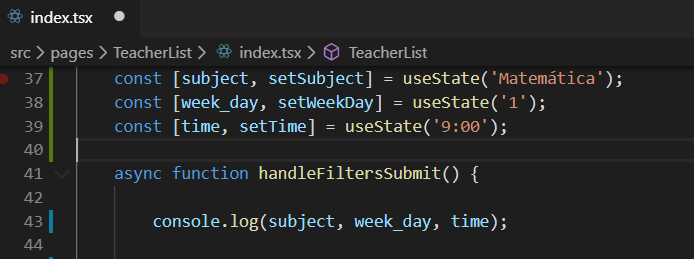 index.tsx
src > pages > TeacherList > index.tsx > TeacherList
37 const [subject, setSubject] = useState('Matemática');
38 const [week_day, setWeekDay] = useState('1');
39 const [time, setTime] = useState('9:00');
40
41 async function handleFiltersSubmit() {
42
43 console.log(subject, week_day, time);
44